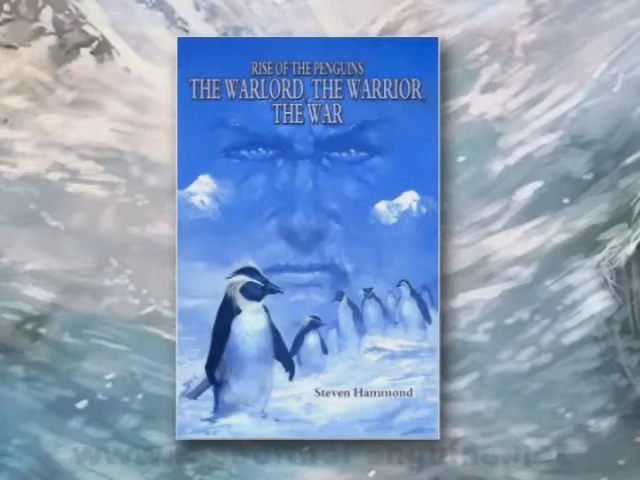 RISE OF THE PENGUINS
THE WARLORD, THE WARRIOR,
THE WAR
Steven Hammond